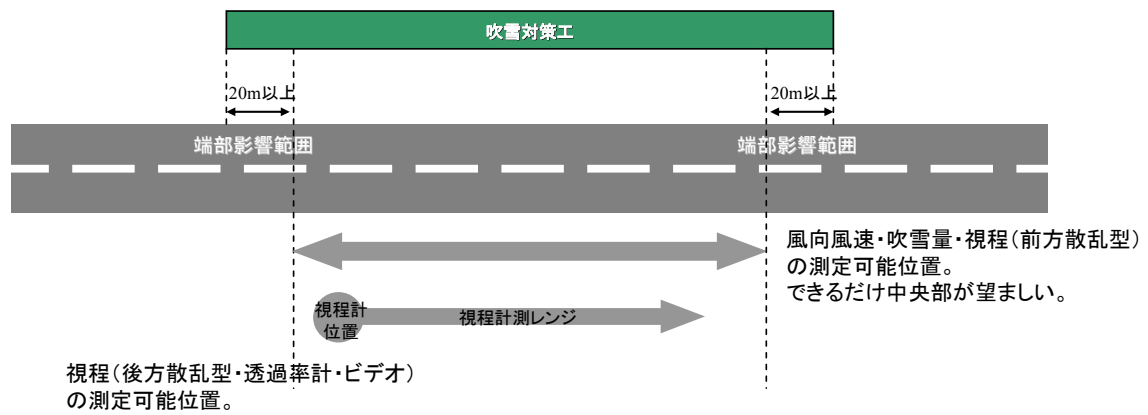 吹雪対策工
20m以上
20m以上
端部影響範囲
端部影響範囲
風向風速・吹雪量・視程(前方散乱型)
の測定可能位置。
できるだけ中央部が望ましい。
視程計
位置
視程計測レンジ
視程(後方散乱型・透過率計・ビデオ)
の測定可能位置。